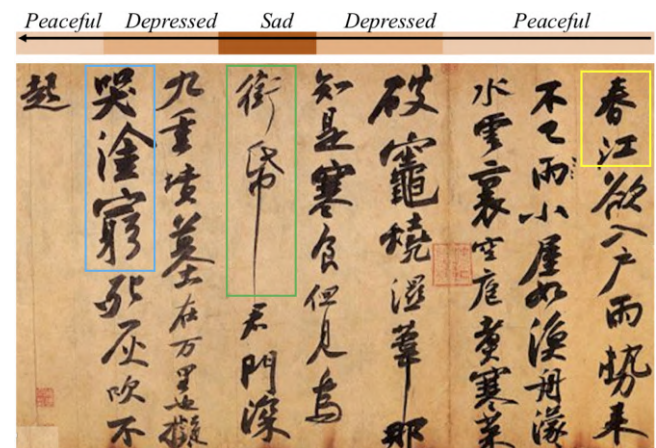 Peaceful Depressed Sad Depressed Peaceful
春江欲入戶雨勢来
不已雨小屋如漁舟濛
水雲裏空庖煮寒菜
破竈燒濕葦那
知是寒食但見烏
銜帋君門深
九重墳墓在万里也擬
哭塗窮死灰吹不
起